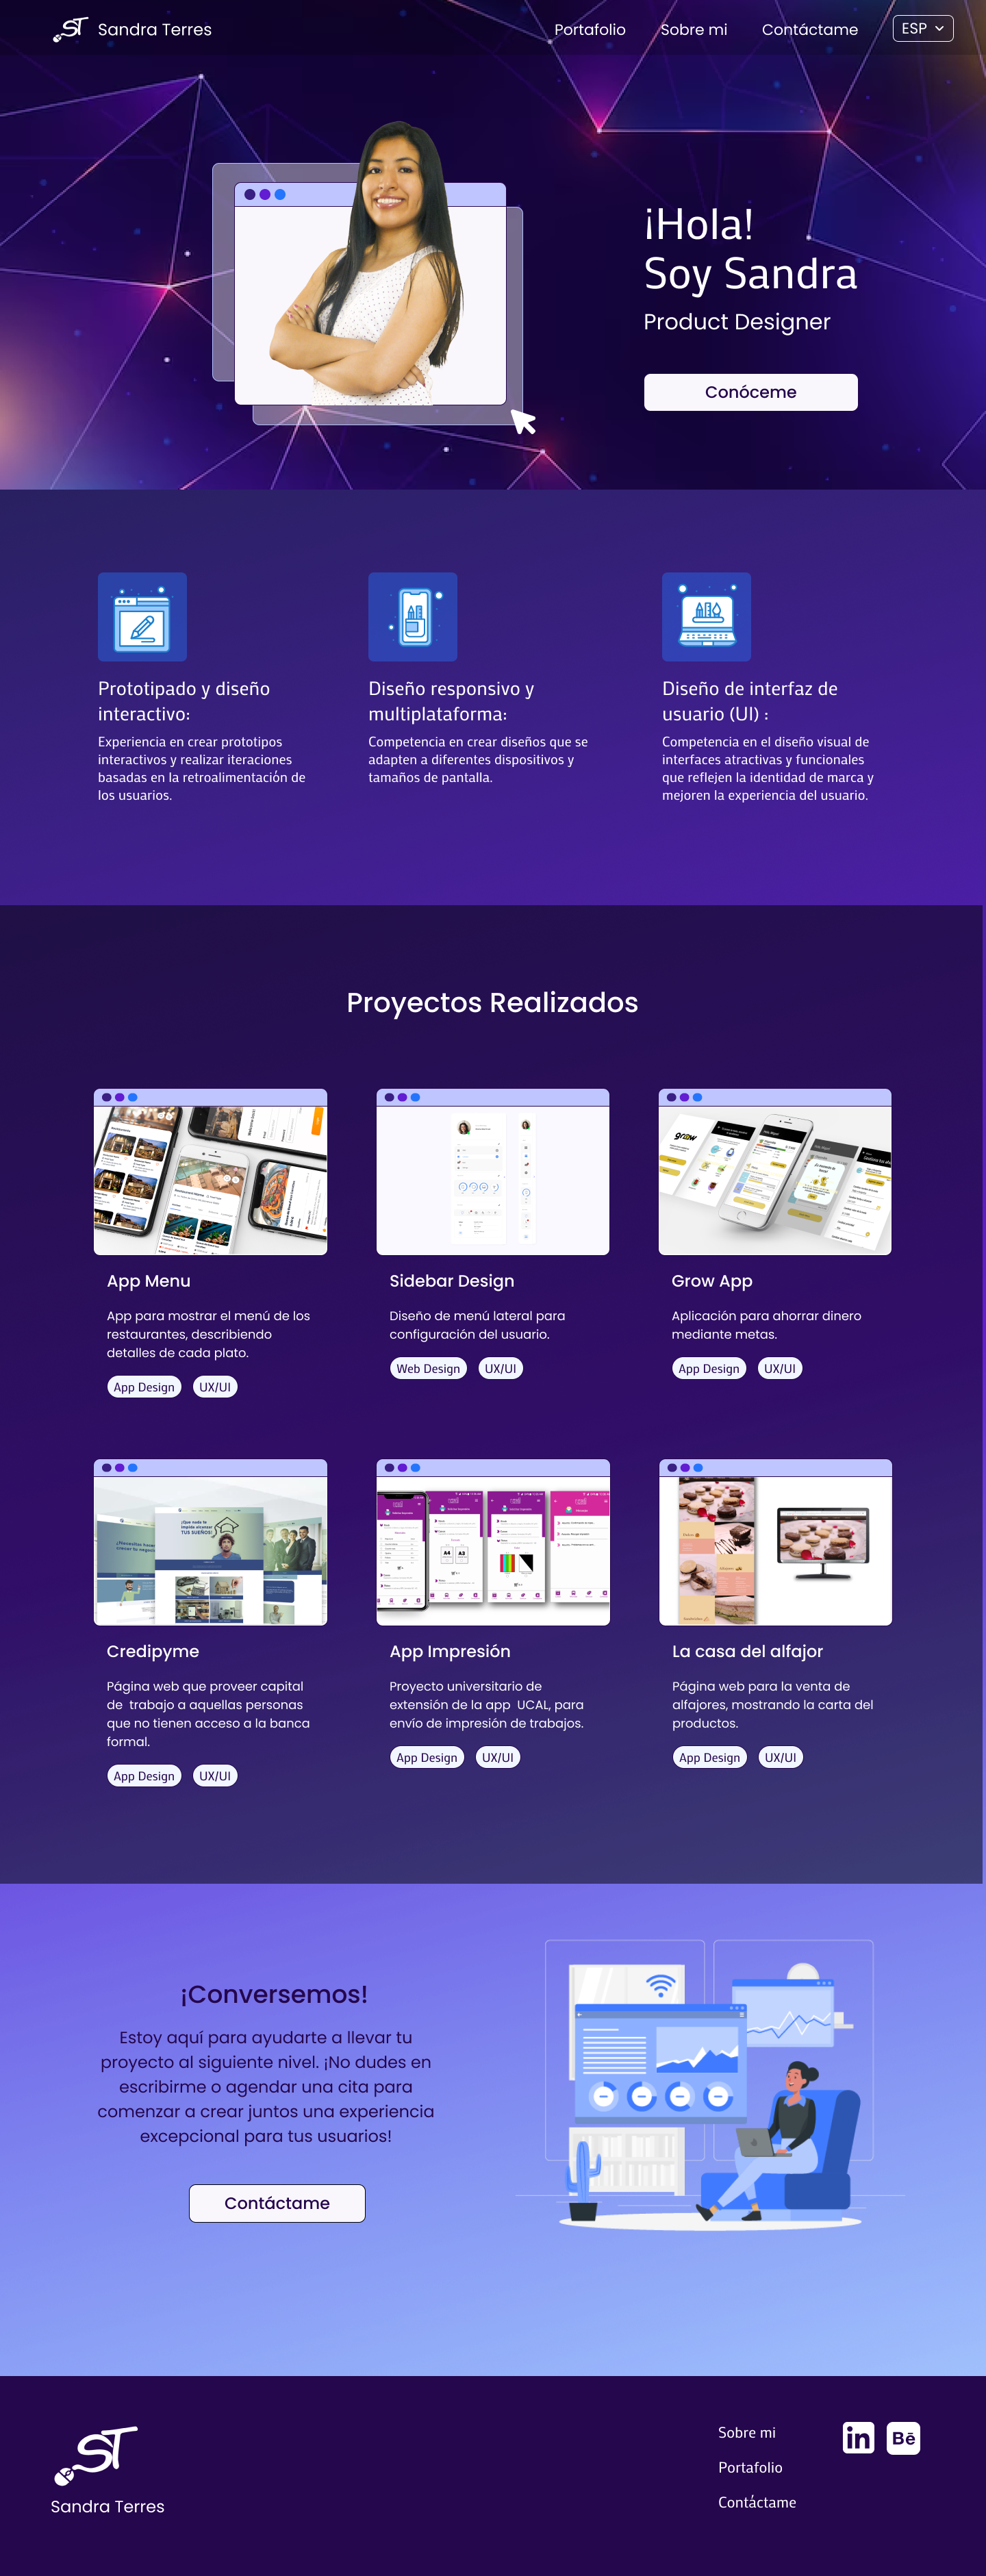 ST Sandra Terres
Portafolio Sobre mi Contáctame ESP
¡Hola!
Soy Sandra
Product Designer
Conóceme
Prototipado y diseño
interactivo:
Experiencia en crear prototipos
interactivos y realizar iteraciones
basadas en la retroalimentación de
los usuarios.
Diseño responsivo y
multiplataforma:
Competencia en crear diseños que se
adapten a diferentes dispositivos y
tamaños de pantalla.
Diseño de interfaz de
usuario (UI) :
Competencia en el diseño visual de
interfaces atractivas y funcionales
que reflejen la identidad de marca y
mejoren la experiencia del usuario.
Proyectos Realizados
App Menu
App para mostrar el menú de los
restaurantes, describiendo
detalles de cada plato.
App Design UX/UI
Sidebar Design
Diseño de menú lateral para
configuración del usuario.
Web Design UX/UI
grow
Grow App
Aplicación para ahorrar dinero
mediante metas.
App Design UX/UI
¿Qué nada te
impida alcanzar
TUS SUEÑOS!
Credipyme
Página web que proveer capital
de  trabajo a aquellas personas
que no tienen acceso a la banca
formal.
App Design UX/UI
A4 A3
App Impresión
Proyecto universitario de
extensión de la app  UCAL, para
envío de impresión de trabajos.
App Design UX/UI
La casa del alfajor
Página web para la venta de
alfajores, mostrando la carta del
productos.
App Design UX/UI
¡Conversemos!
Estoy aquí para ayudarte a llevar tu
proyecto al siguiente nivel. ¡No dudes en
escribirme o agendar una cita para
comenzar a crear juntos una experiencia
excepcional para tus usuarios!
Contáctame
ST
Sandra Terres
Sobre mi
Portafolio
Contáctame
in Bē